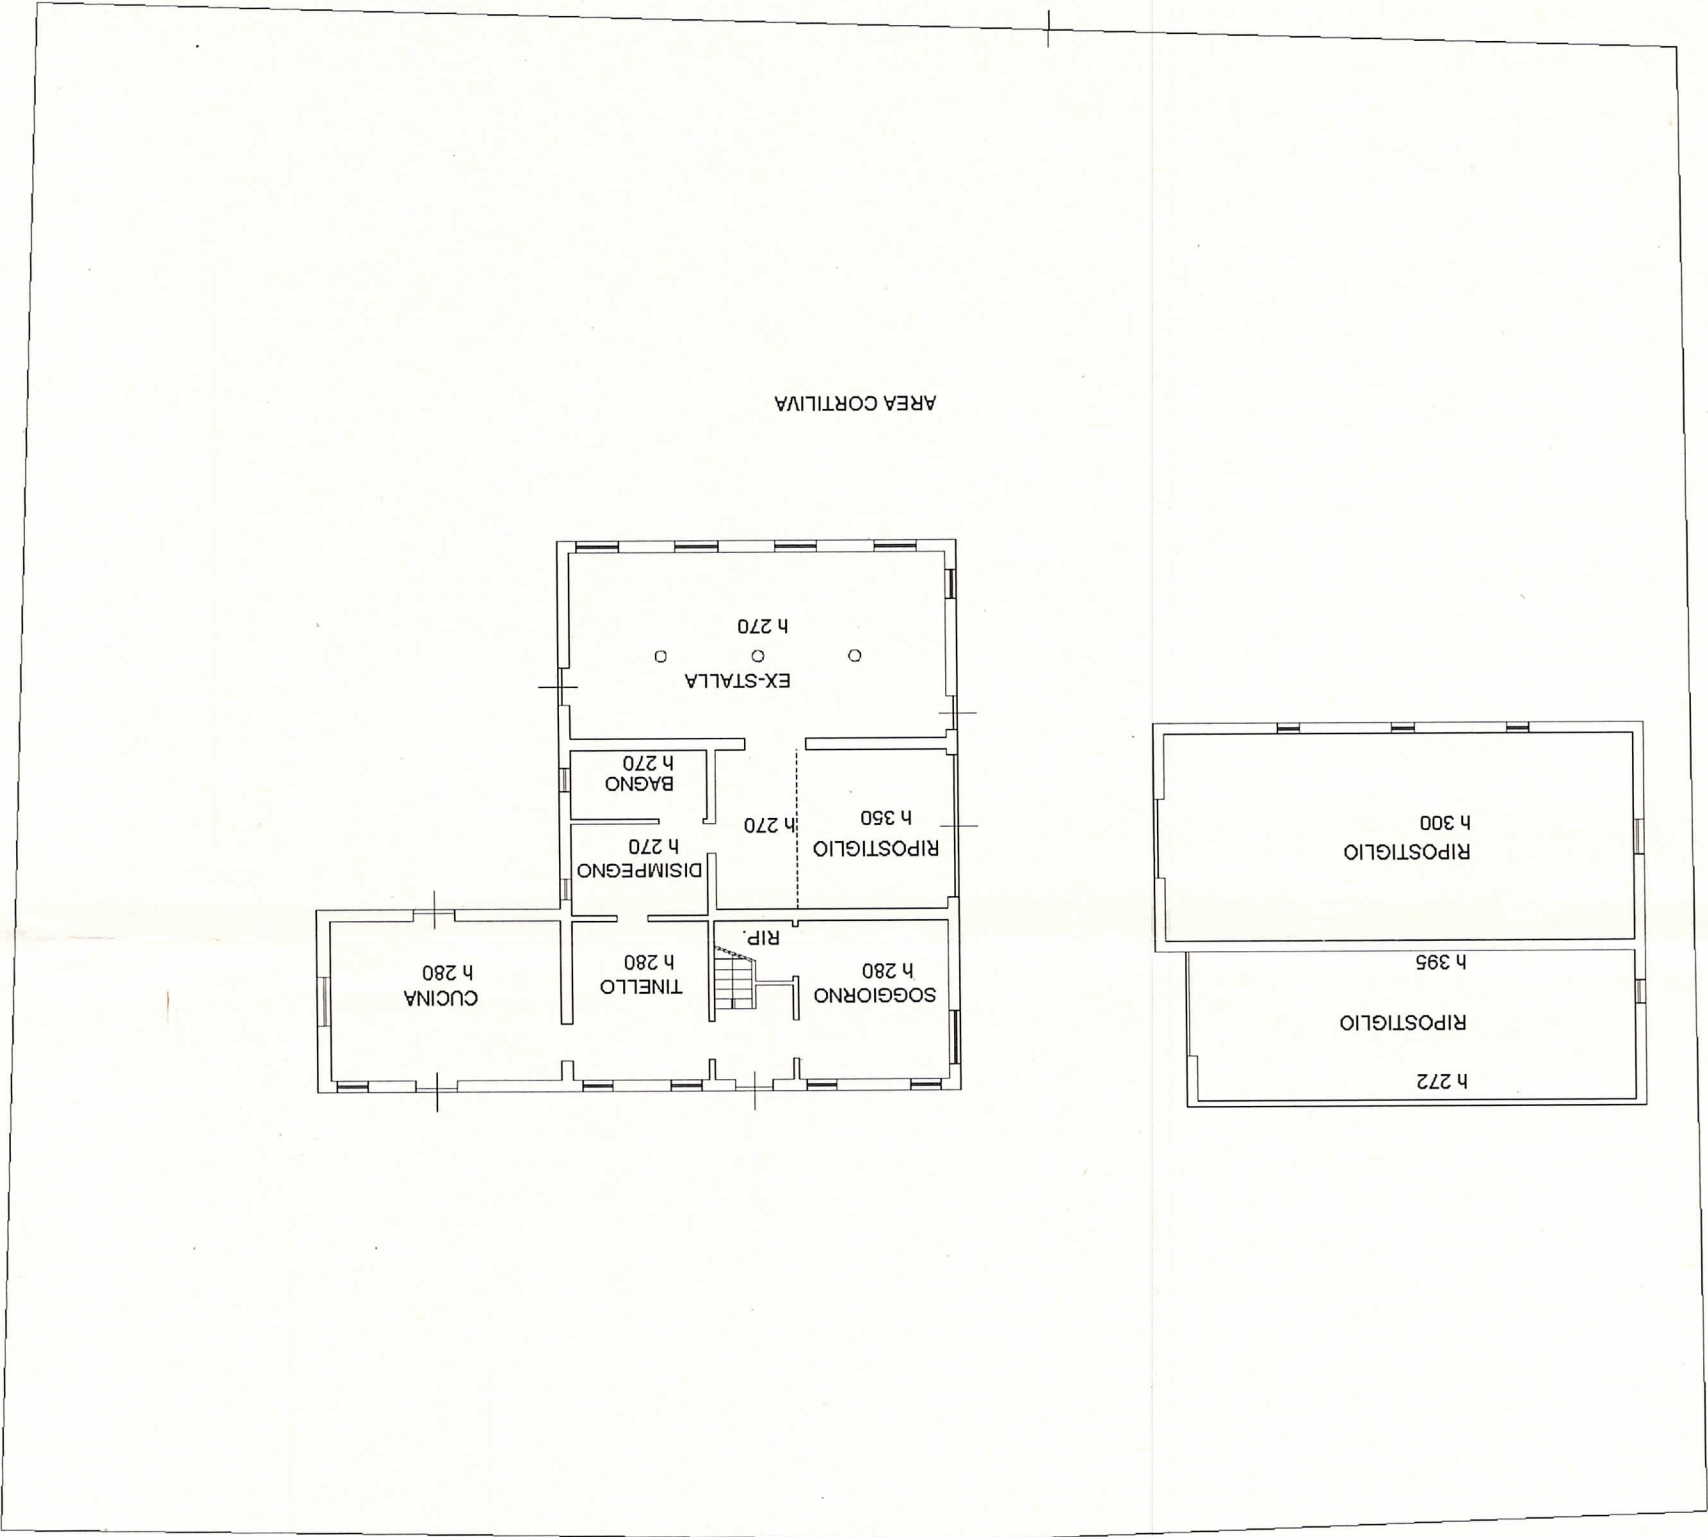 h 272
RIPOSTIGLIO
h 395
RIPOSTIGLIO
h 300
SOGGIORNO
h 280
RIP.
TINELLO
h 280
CUCINA
h 280
RIPOSTIGLIO
h 350
h 270
DISIMPEGNO
h 270
BAGNO
h 270
EX-STALLA
h 270
AREA CORTILIVA